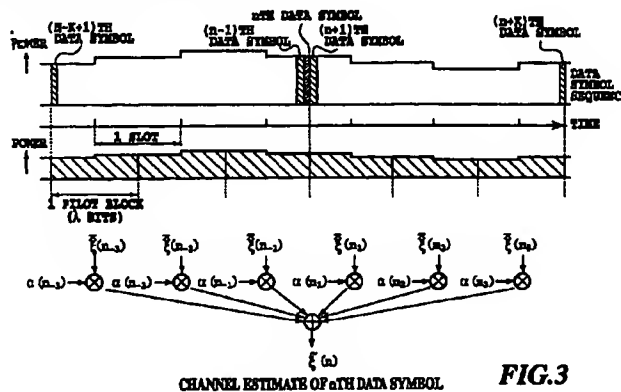 (n-K+1)TH
DATA SYMBOL
POWER
(n-1)TH
DATA SYMBOL
nTH DATA SYMBOL
(n+1)TH
DATA SYMBOL
(n+K)TH
DATA SYMBOL
DATA
SYMBOL
SEQUENCE
TIME
1 SLOT
POWER
1 PILOT BLOCK
(λ BITS)
ξ̄(n₋₃) ξ̄(n₋₂) ξ̄(n₋₁) ξ̄(n₁) ξ̄(n₂) ξ̄(n₃)
α(n₋₃) α(n₋₂) α(n₋₁) α(n₁) α(n₂) α(n₃)
ξ̃(n)
CHANNEL ESTIMATE OF nTH DATA SYMBOL
FIG.3